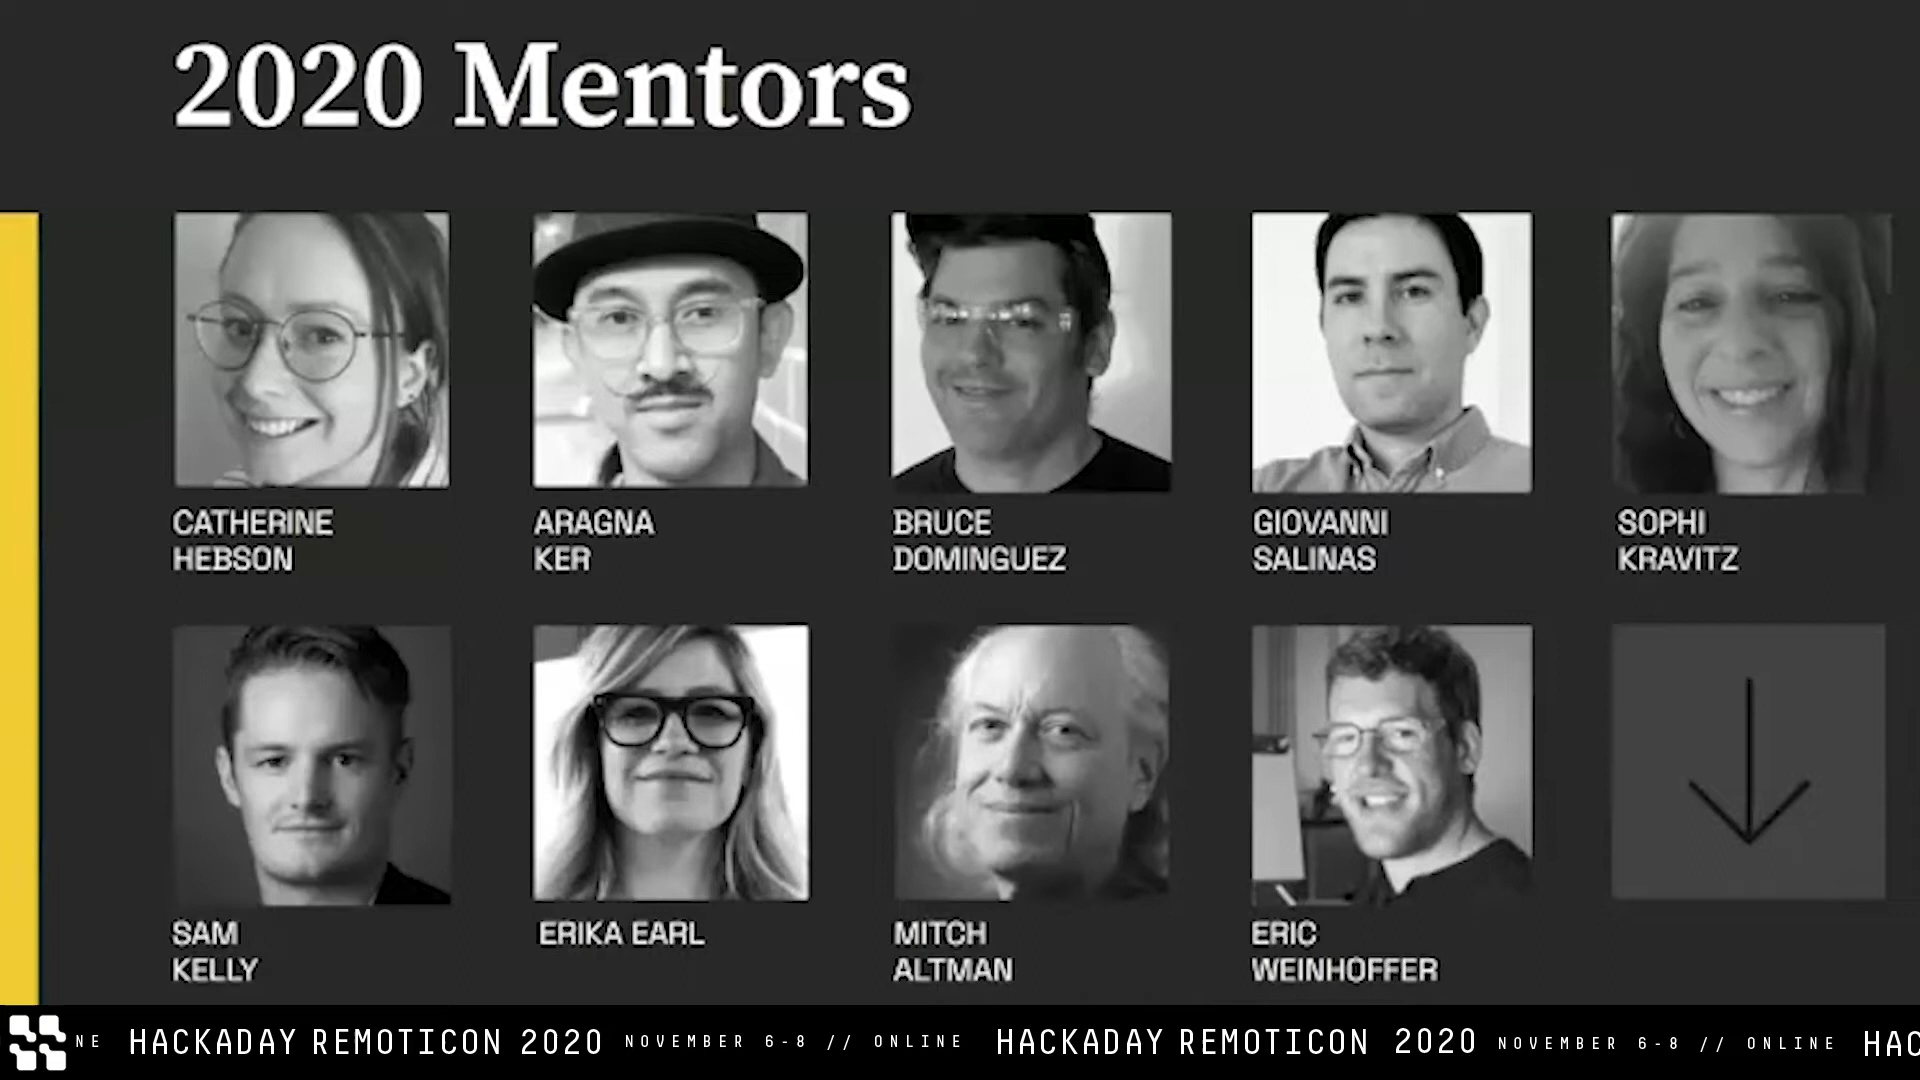 2020 Mentors
CATHERINE
HEBSON
ARAGNA
KER
BRUCE
DOMINGUEZ
GIOVANNI
SALINAS
SOPHI
KRAVITZ
SAM
KELLY
ERIKA EARL
MITCH
ALTMAN
ERIC
WEINHOFFER
NE HACKADAY REMOTICON 2020 NOVEMBER 6-8 // ONLINE HACKADAY REMOTICON 2020 NOVEMBER 6-8 // ONLINE HAC